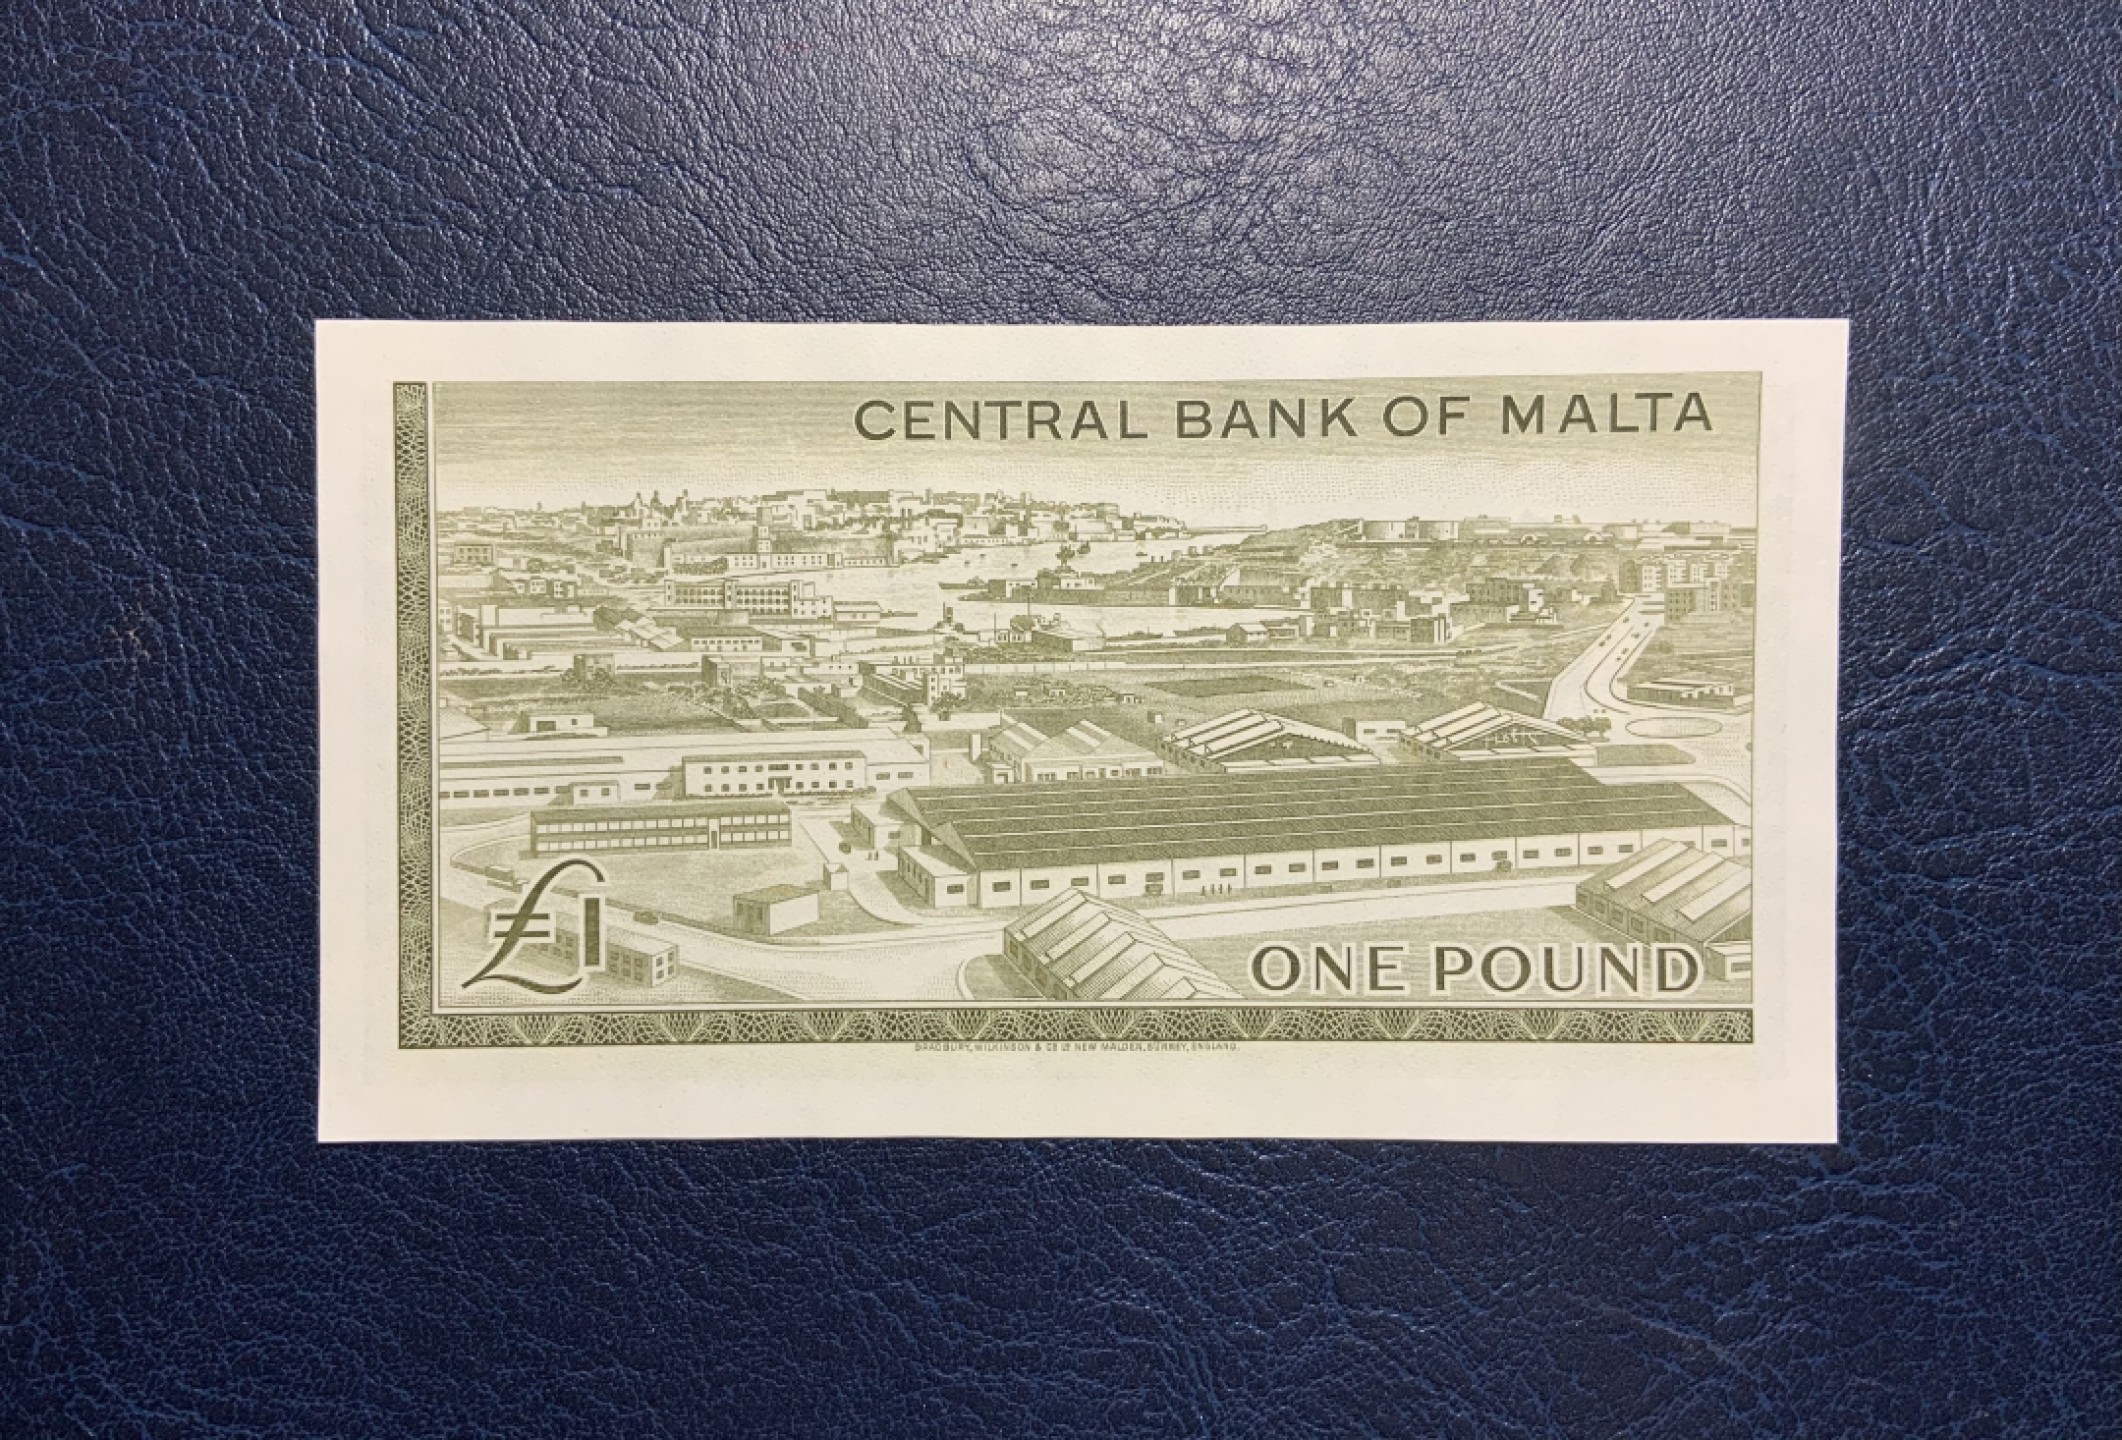 CENTRAL BANK OF MALTA
£1
ONE POUND
BRADBURY, WILKINSON & Co Ld NEW MALDEN, SURREY, ENGLAND.